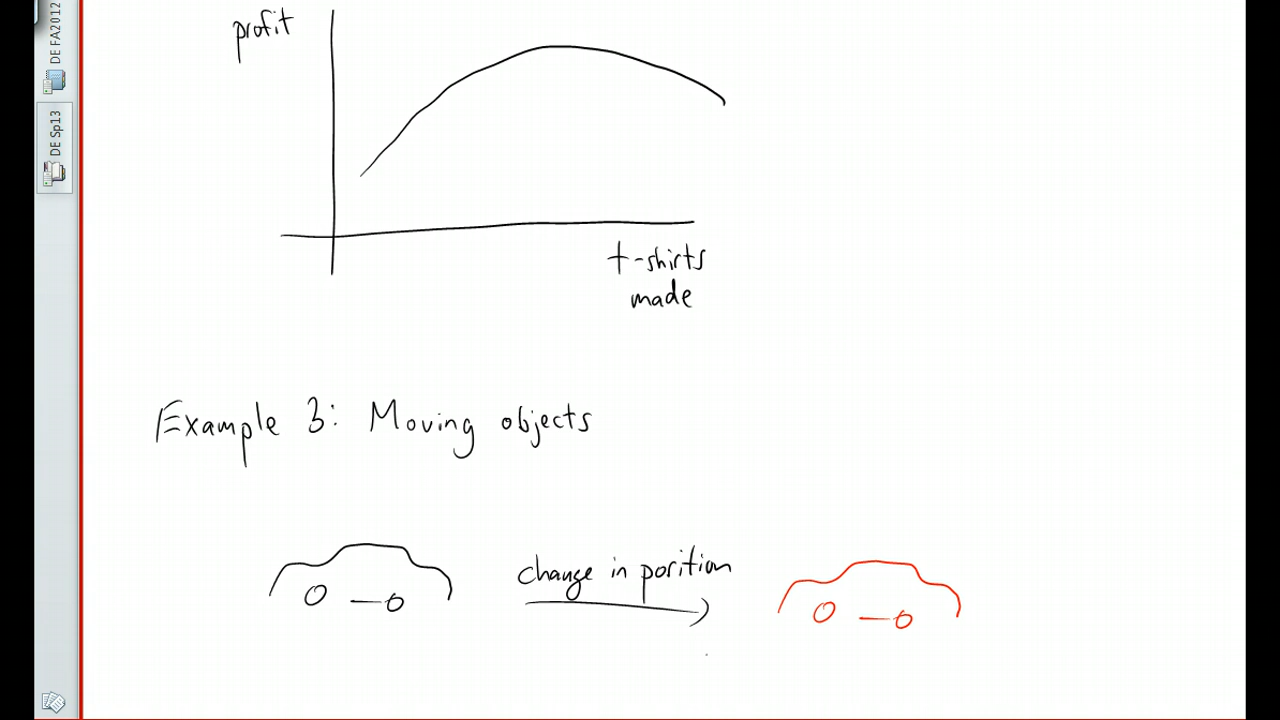 DE FA2012
DE Sp13
profit
t-shirts
made
Example 3: Moving objects
change in position